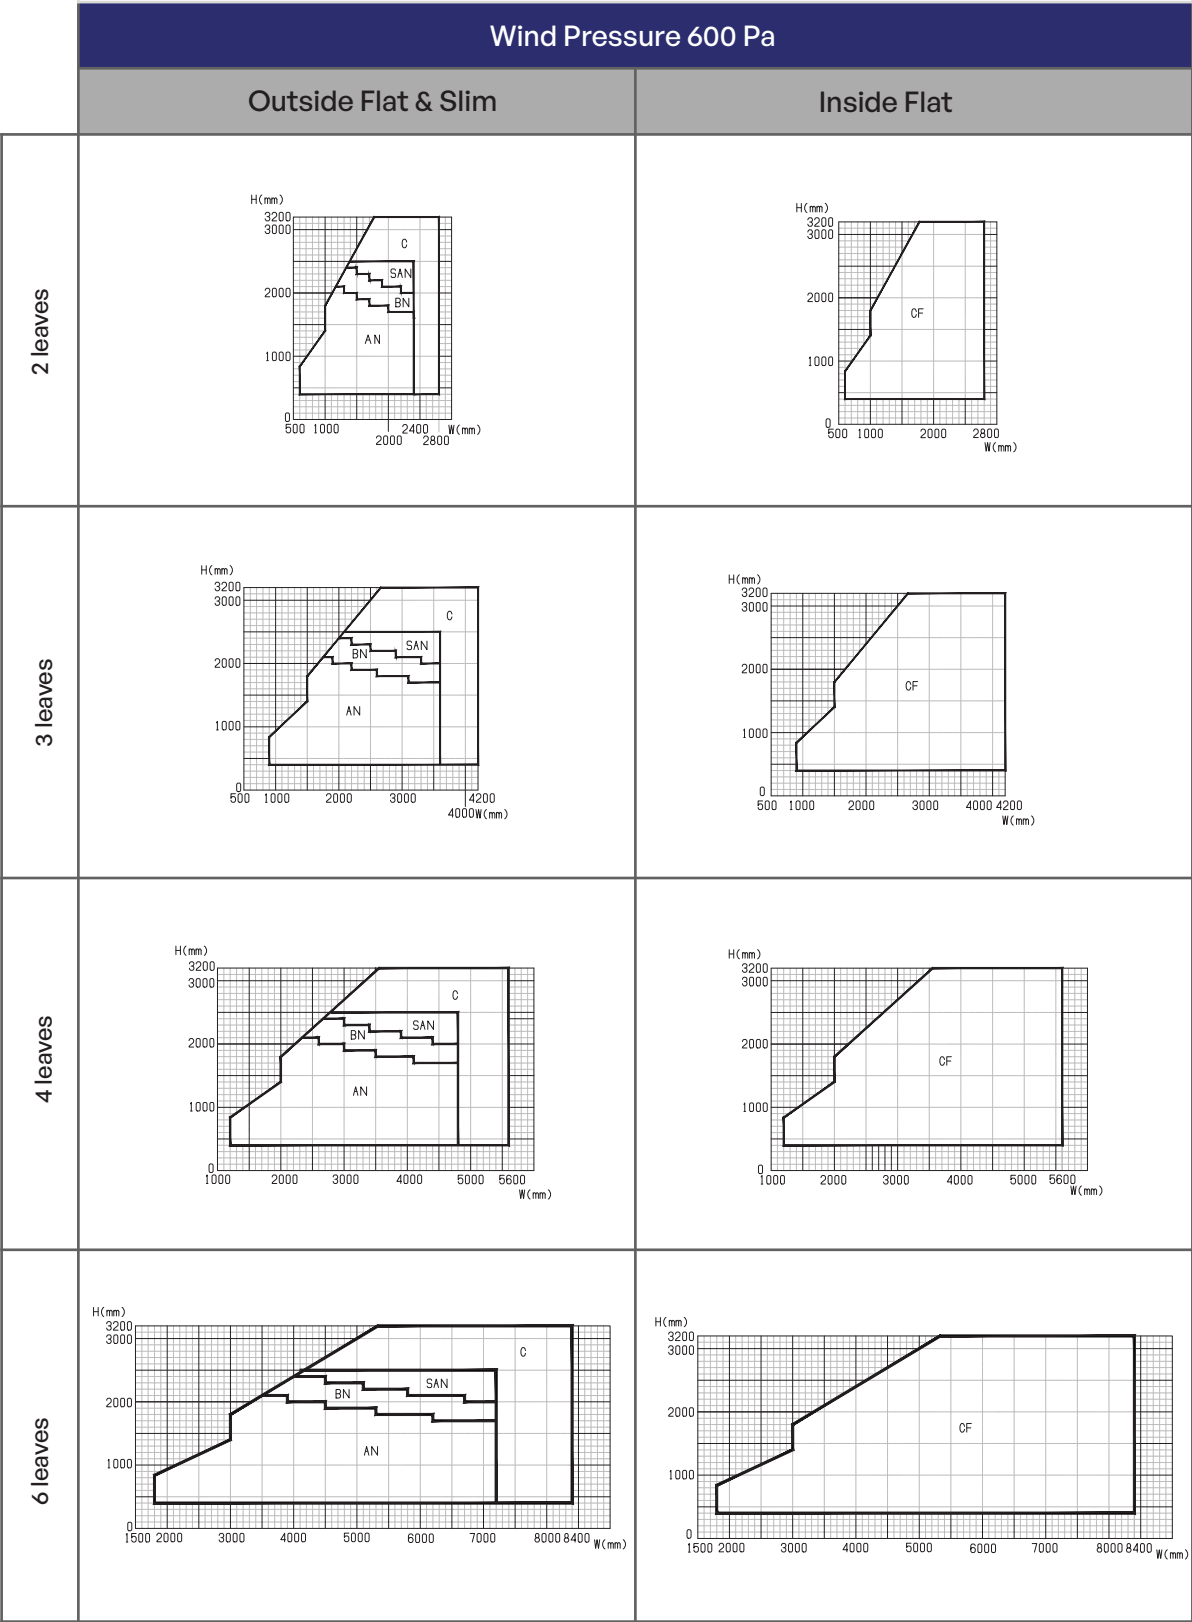 Wind Pressure 600 Pa
Outside Flat & Slim
Inside Flat
2 leaves
H(mm)
3200
3000
C
SAN
2000
BN
AN
1000
0
500 1000 2400 W(mm)
2000 2800
H(mm)
3200
3000
2000
CF
1000
0
500 1000 2000 2800
W(mm)
3 leaves
H(mm)
3200
3000
C
SAN
BN
2000
AN
1000
0
500 1000 2000 3000 4200
4000 W(mm)
H(mm)
3200
3000
2000
CF
1000
0
500 1000 2000 3000 4000 4200
W(mm)
4 leaves
H(mm)
3200
3000
C
SAN
BN
2000
AN
1000
0
1000 2000 3000 4000 5000 5600
W(mm)
H(mm)
3200
3000
2000
CF
1000
0
1000 2000 3000 4000 5000 5600
W(mm)
6 leaves
H(mm)
3200
3000
C
SAN
BN
2000
AN
1000
0
1500 2000 3000 4000 5000 6000 7000 8000 8400 W(mm)
H(mm)
3200
3000
2000
CF
1000
0
1500 2000 3000 4000 5000 6000 7000 8000 8400 W(mm)